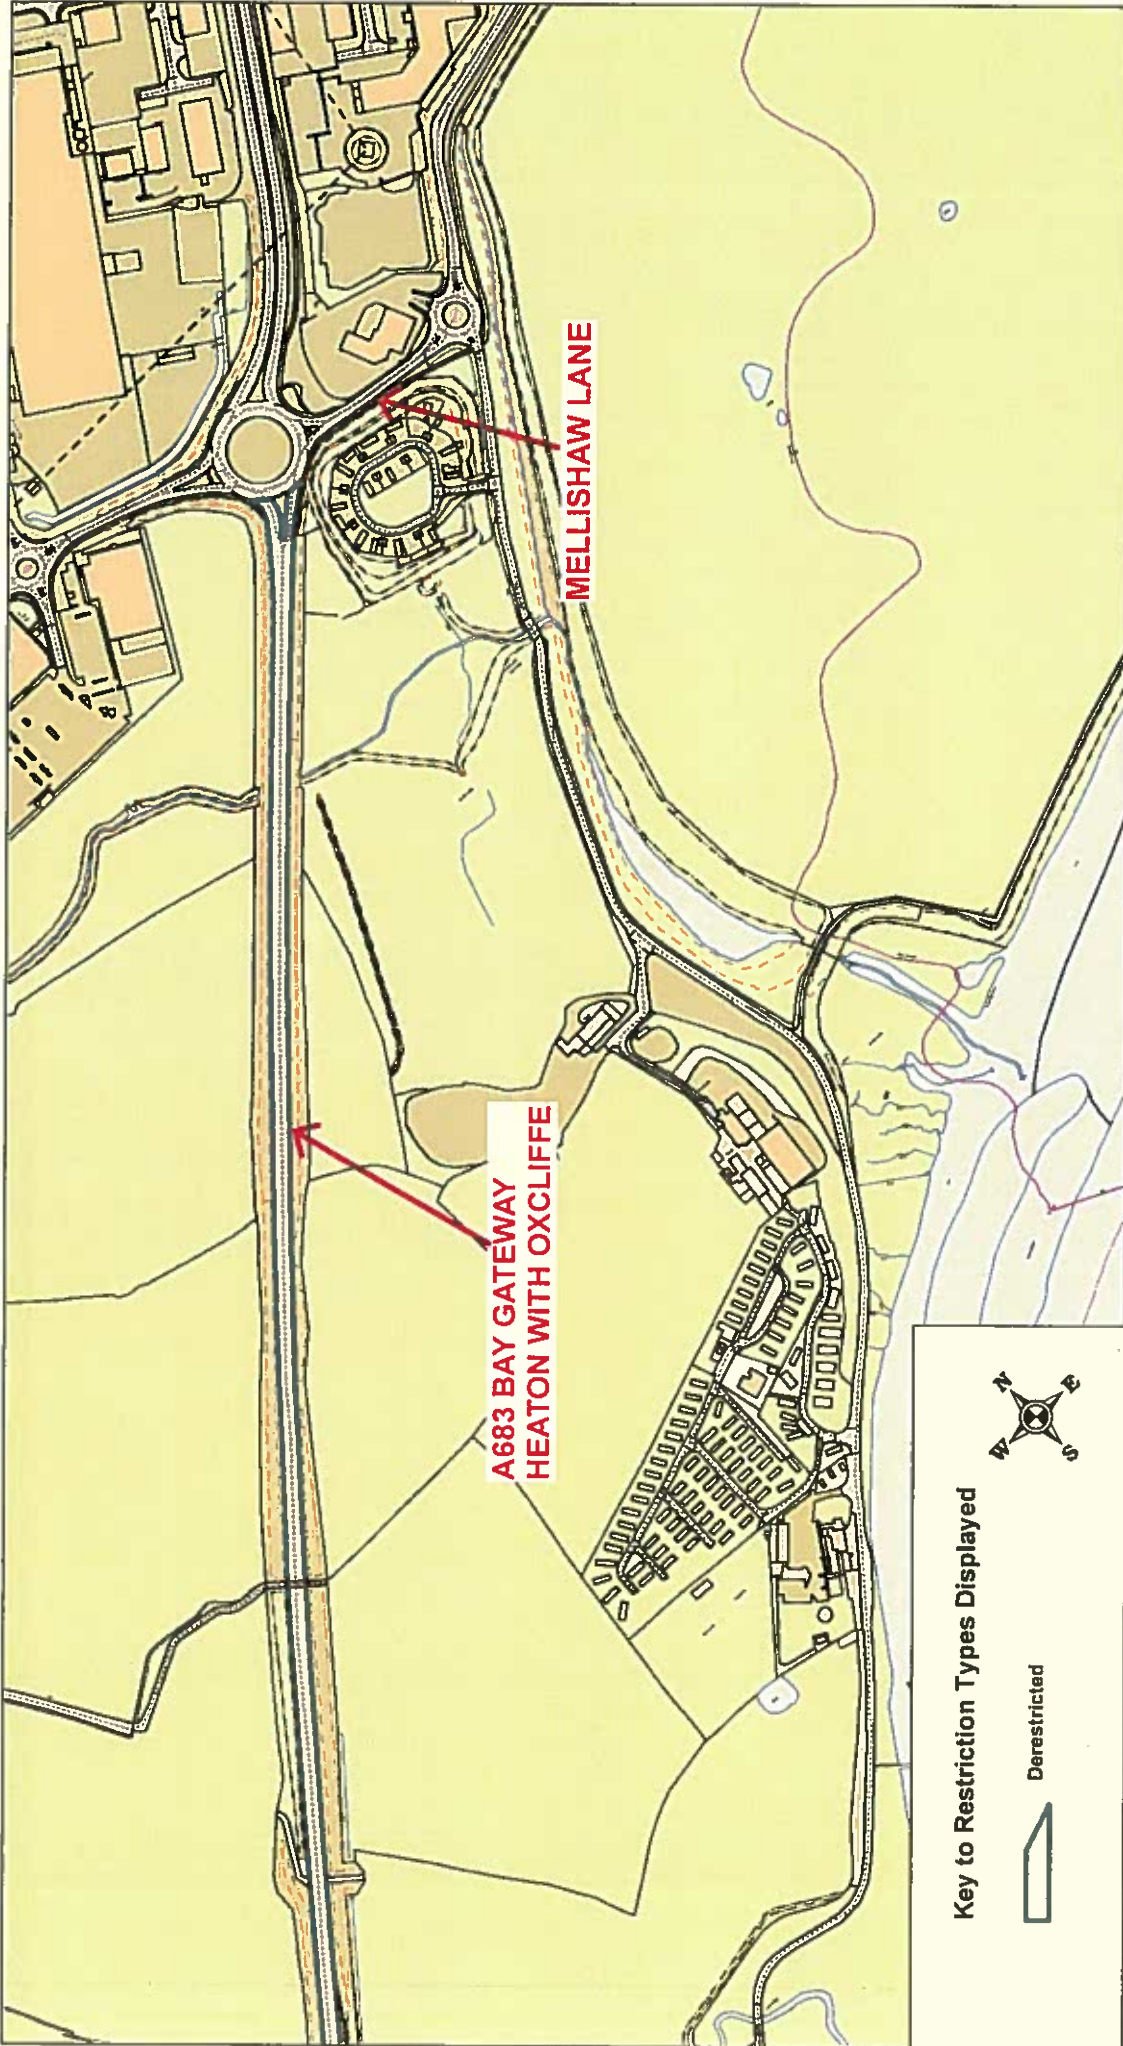 MELLISHAW LANE
A683 BAY GATEWAY
HEATON WITH OXCLIFFE
Key to Restriction Types Displayed
Derestricted
N
E
S
W